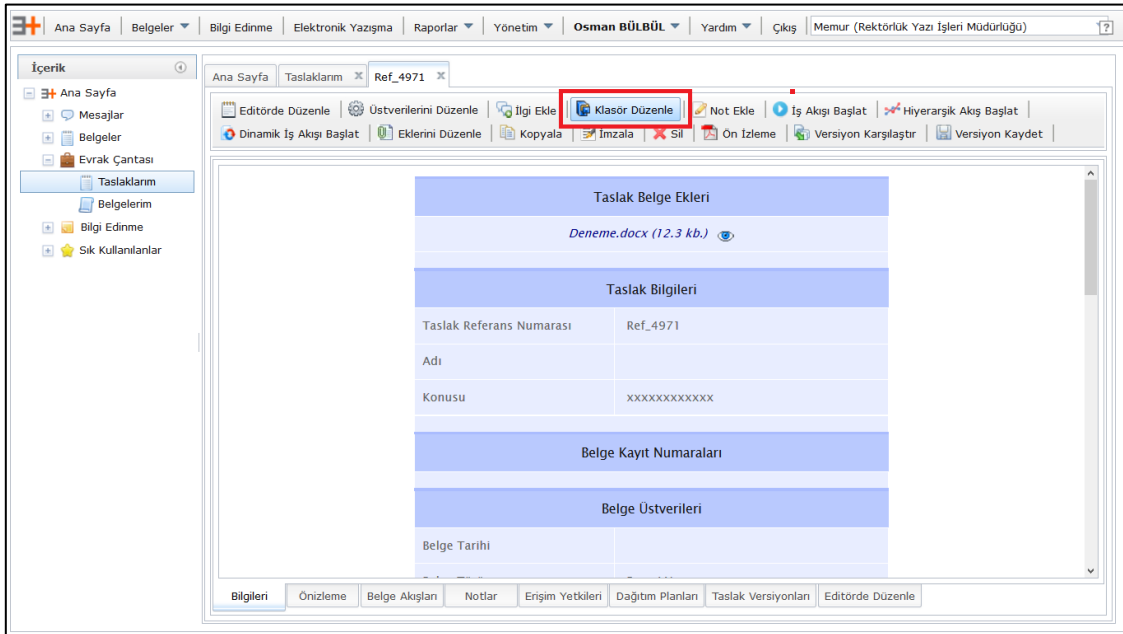 Ana Sayfa Belgeler Bilgi Edinme Elektronik Yazışma Raporlar Yönetim Osman BÜLBÜL Yardım Çıkış Memur (Rektörlük Yazı İşleri Müdürlüğü)
İçerik
Ana Sayfa
Mesajlar
Belgeler
Evrak Çantası
Taslaklarım
Belgelerim
Bilgi Edinme
Sık Kullanılanlar
Ana Sayfa Taslaklarım Ref_4971
Editörde Düzenle Üstverilerini Düzenle İlgi Ekle Klasör Düzenle Not Ekle İş Akışı Başlat Hiyerarşik Akış Başlat
Dinamik İş Akışı Başlat Eklerini Düzenle Kopyala İmzala Sil Ön İzleme Versiyon Karşılaştır Versiyon Kaydet
Taslak Belge Ekleri
Deneme.docx (12.3 kb.)
Taslak Bilgileri
Taslak Referans Numarası Ref_4971
Adı
Konusu xxxxxxxxxxxx
Belge Kayıt Numaraları
Belge Üstverileri
Belge Tarihi
Bilgileri Önizleme Belge Akışları Notlar Erişim Yetkileri Dağıtım Planları Taslak Versiyonları Editörde Düzenle